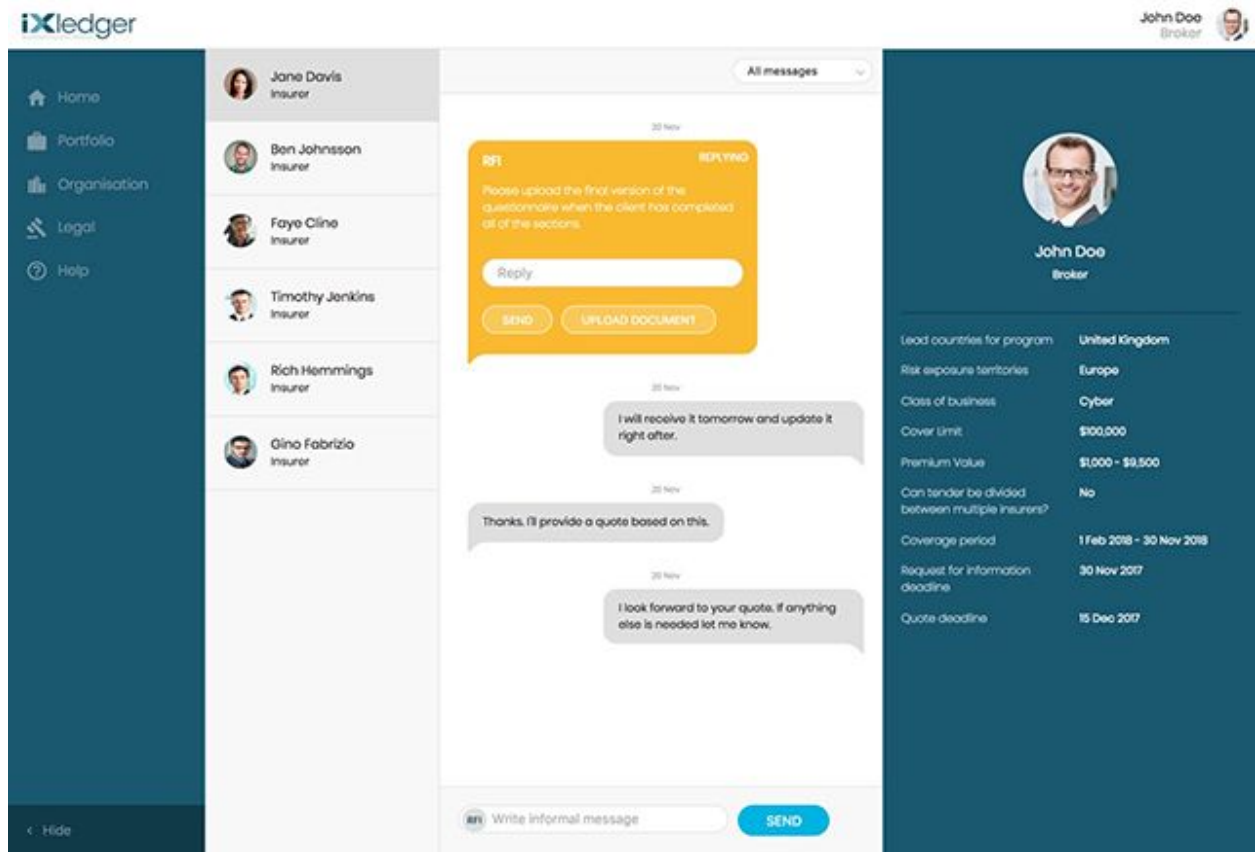 iXledger
John Doe
Broker
Home
Portfolio
Organisation
Legal
Help
< Hide
Jane Davis
Insurer
Ben Johnsson
Insurer
Faye Cline
Insurer
Timothy Jenkins
Insurer
Rich Hemmings
Insurer
Gino Fabrizio
Insurer
All messages
20 Nov
RFI
REPLYING
Please upload the final version of the
questionnaire when the client has completed
all of the sections.
Reply
SEND
UPLOAD DOCUMENT
20 Nov
I will receive it tomorrow and update it
right after.
20 Nov
Thanks. I'll provide a quote based on this.
20 Nov
I look forward to your quote. If anything
else is needed let me know.
RFI
Write informal message
SEND
John Doe
Broker
Lead countries for program United Kingdom
Risk exposure territories Europe
Class of business Cyber
Cover Limit $100,000
Premium Value $1,000 - $9,500
Can tender be divided No
between multiple insurers?
Coverage period 1 Feb 2018 - 30 Nov 2018
Request for information 30 Nov 2017
deadline
Quote deadline 15 Dec 2017